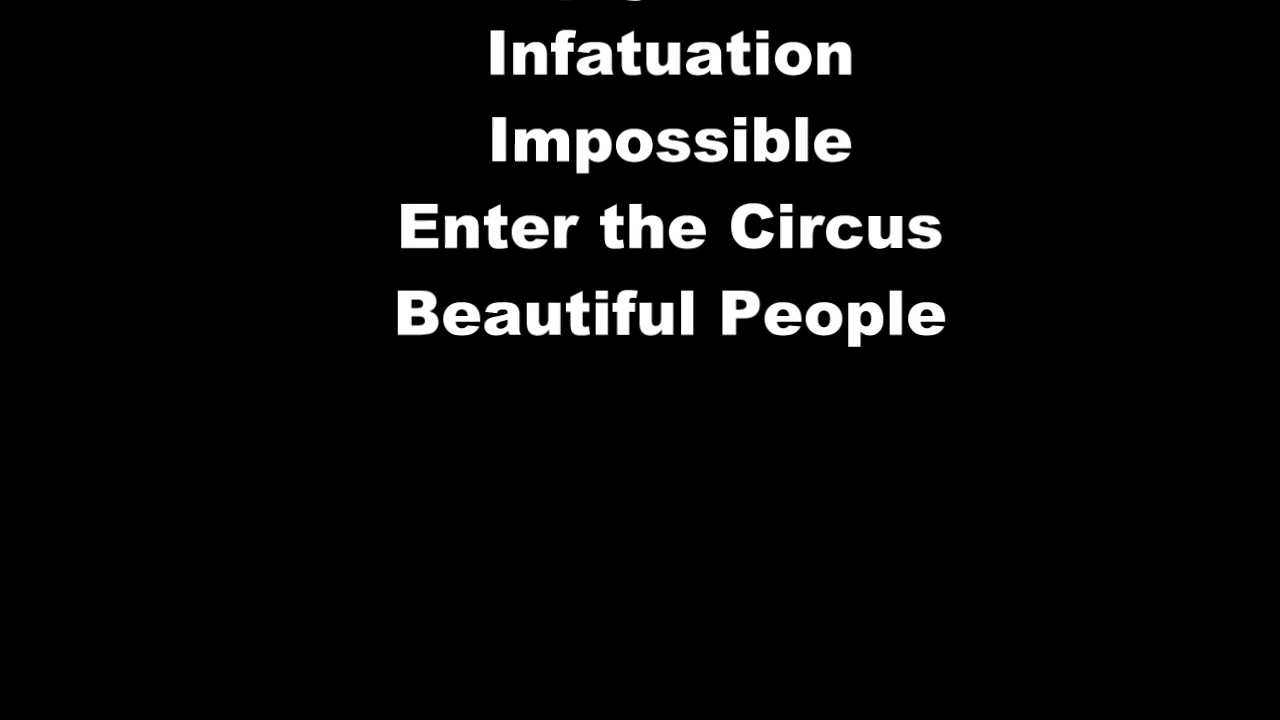 Infatuation
Impossible
Enter the Circus
Beautiful People